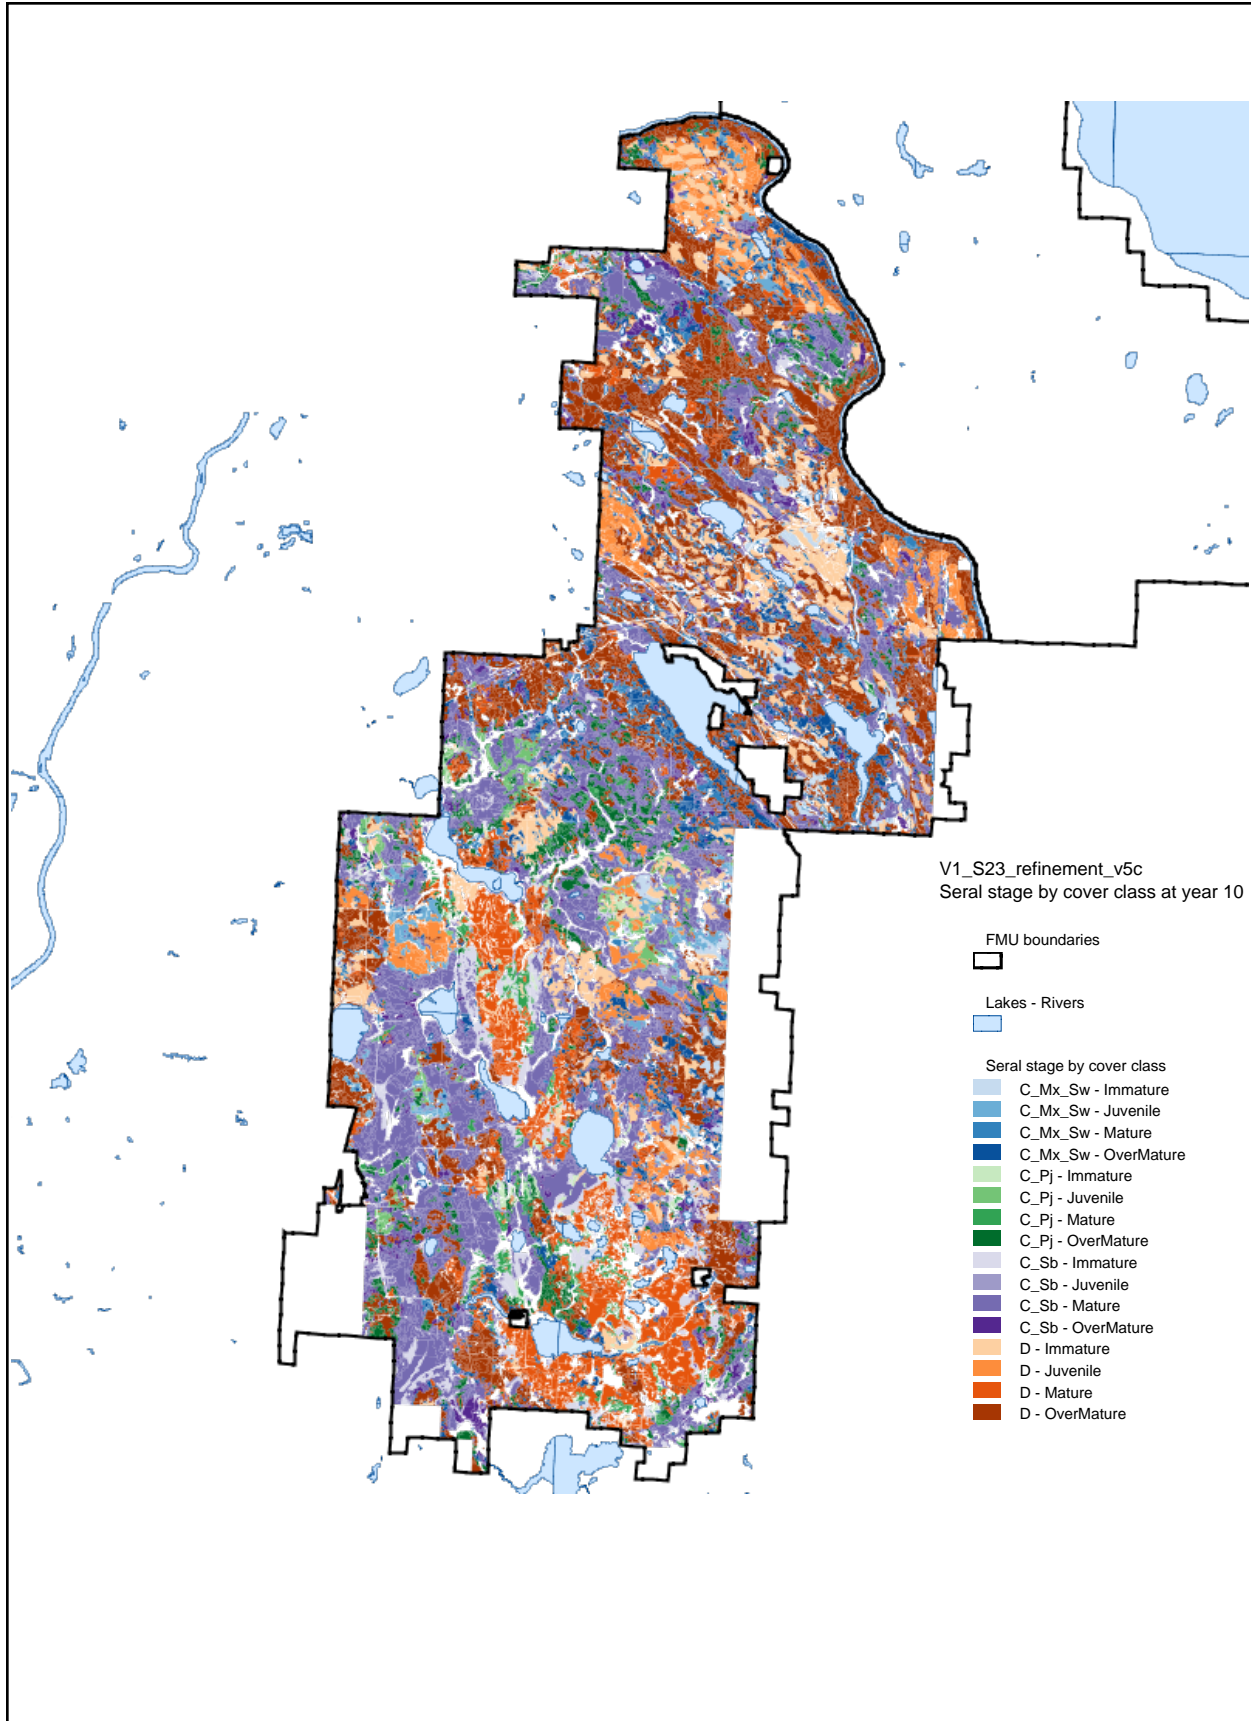 V1_S23_refinement_v5c
Seral stage by cover class at year 10
FMU boundaries
Lakes - Rivers
Seral stage by cover class
C_Mx_Sw - Immature
C_Mx_Sw - Juvenile
C_Mx_Sw - Mature
C_Mx_Sw - OverMature
C_Pj - Immature
C_Pj - Juvenile
C_Pj - Mature
C_Pj - OverMature
C_Sb - Immature
C_Sb - Juvenile
C_Sb - Mature
C_Sb - OverMature
D - Immature
D - Juvenile
D - Mature
D - OverMature